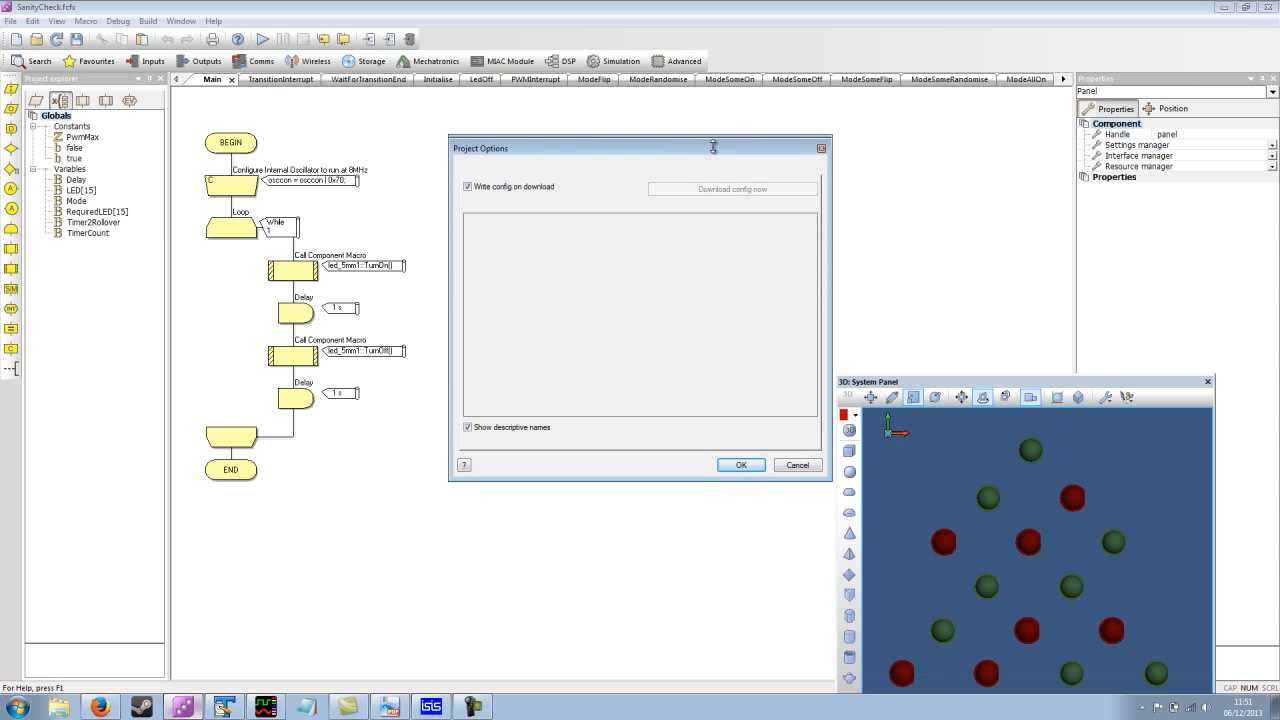 SanityCheck.fcfx
File Edit View Macro Debug Build Window Help
Search Favourites Inputs Outputs Comms Wireless Storage Mechatronics MIAC Module DSP Simulation Advanced
Project explorer
Main TransitionInterrupt WaitForTransitionEnd Initialise LedOff PWMInterrupt ModeFlip ModeRandomise ModeSomeOn ModeSomeOff ModeSomeFlip ModeSomeRandomise ModeAllOn
Globals
Constants
PwmMax
false
true
Variables
Delay
LED[15]
Mode
RequiredLED[15]
Timer2Rollover
TimerCount
BEGIN
Configure Internal Oscillator to run at 8MHz
C
osccon = osccon | 0x70;
Loop
While
1
Call Component Macro
led_5mm1::TurnOn()
Delay
1 s
Call Component Macro
led_5mm1::TurnOff()
Delay
1 s
END
Project Options
Write config on download
Download config now
Show descriptive names
?
OK Cancel
Properties
Panel
Properties Position
Component
Handle panel
Settings manager
Interface manager
Resource manager
Properties
3D: System Panel
3D
3D
SIM
INT
C
For Help, press F1
CAP NUM SCRL
PDF
isis
11:51
06/12/2013